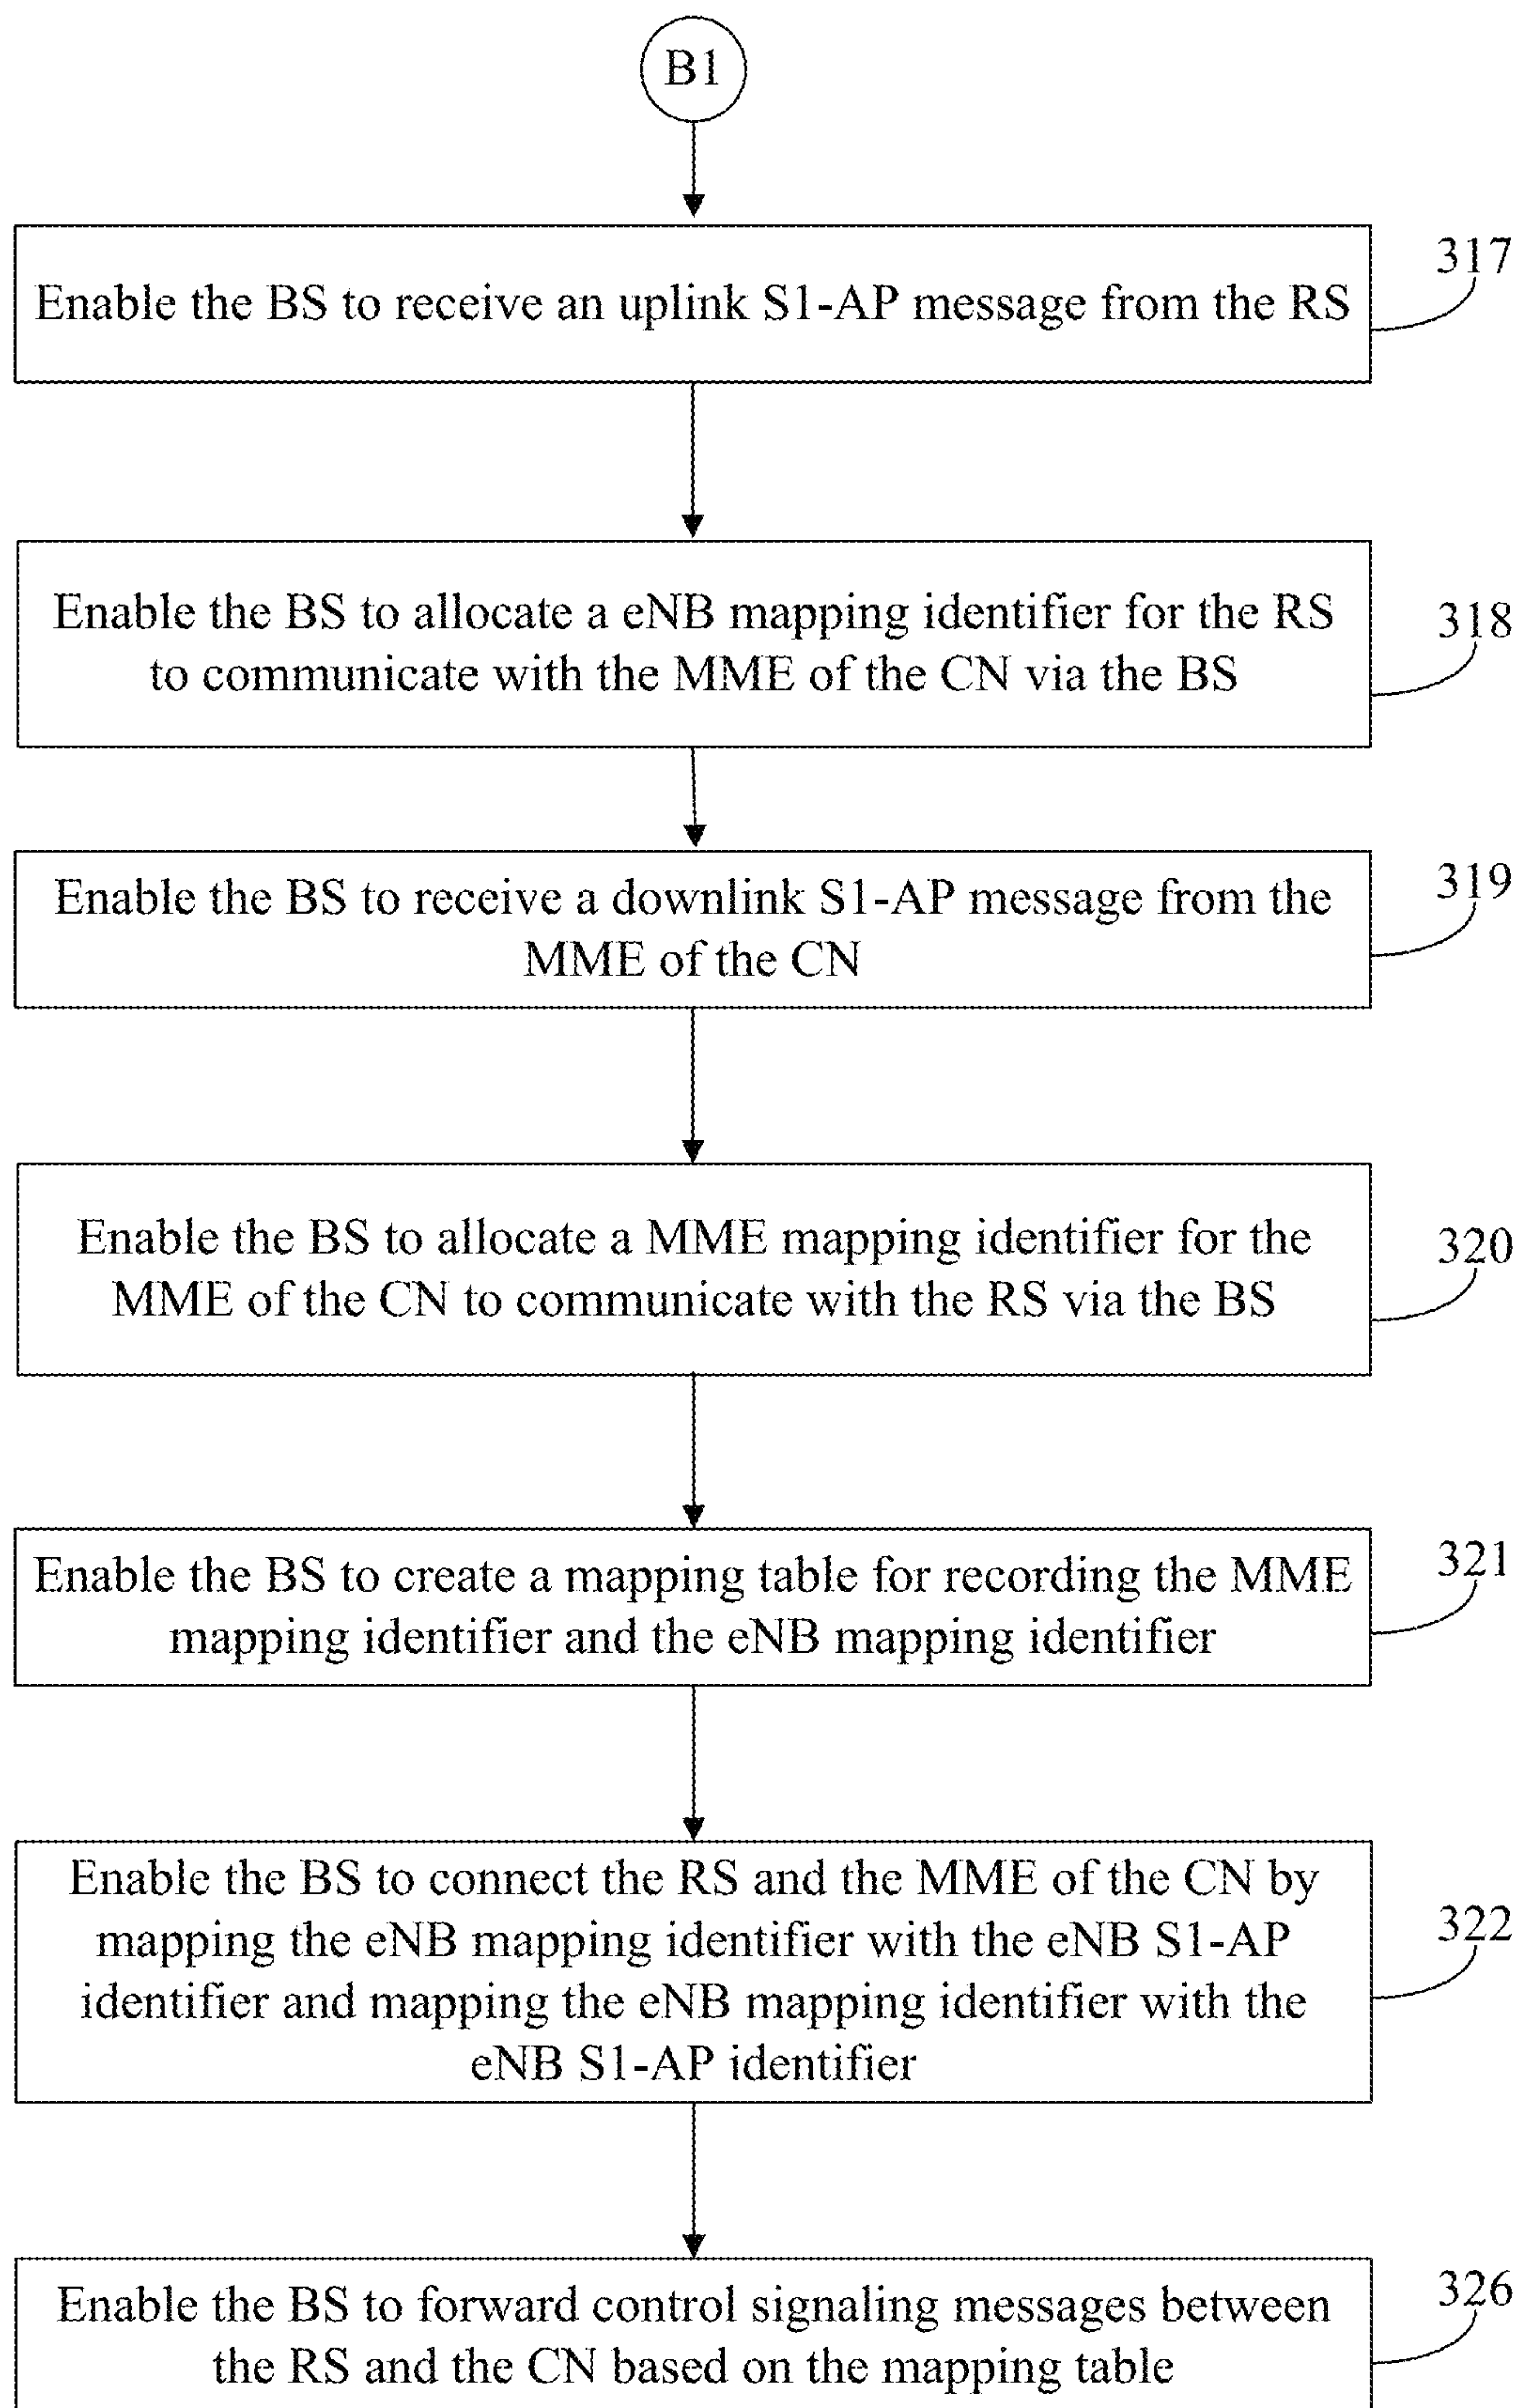 B1
Enable the BS to receive an uplink S1-AP message from the RS
317
Enable the BS to allocate a eNB mapping identifier for the RS
to communicate with the MME of the CN via the BS
318
Enable the BS to receive a downlink S1-AP message from the
MME of the CN
319
Enable the BS to allocate a MME mapping identifier for the
MME of the CN to communicate with the RS via the BS
320
Enable the BS to create a mapping table for recording the MME
mapping identifier and the eNB mapping identifier
321
Enable the BS to connect the RS and the MME of the CN by
mapping the eNB mapping identifier with the eNB S1-AP
identifier and mapping the eNB mapping identifier with the
eNB S1-AP identifier
322
Enable the BS to forward control signaling messages between
the RS and the CN based on the mapping table
326